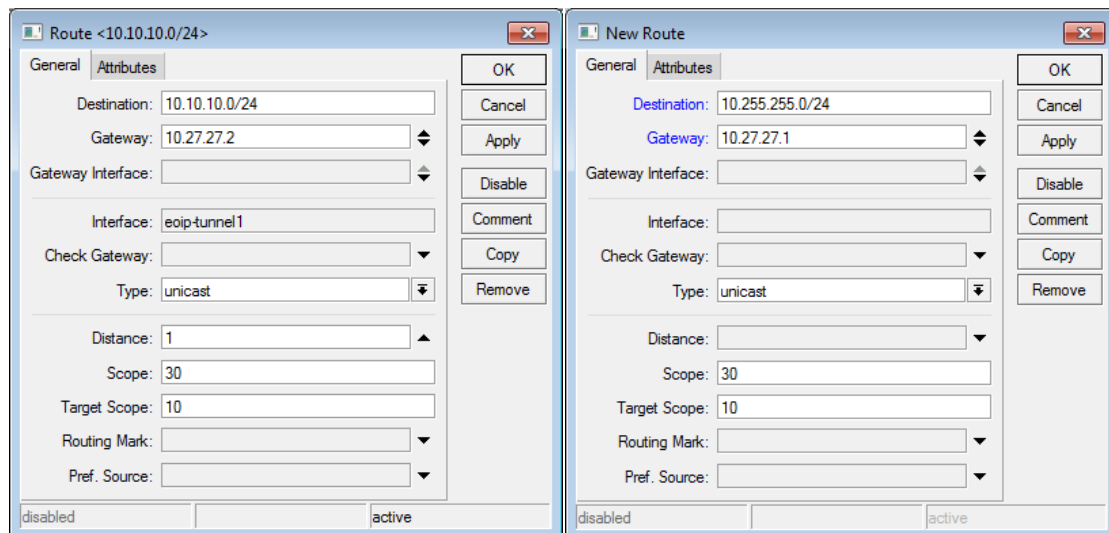 Route <10.10.10.0/24>
General Attributes
OK
Destination: 10.10.10.0/24
Cancel
Gateway: 10.27.27.2
Apply
Gateway Interface:
Disable
Interface: eoip-tunnel1
Comment
Check Gateway:
Copy
Type: unicast
Remove
Distance: 1
Scope: 30
Target Scope: 10
Routing Mark:
Pref. Source:
disabled active
New Route
General Attributes
OK
Destination: 10.255.255.0/24
Cancel
Gateway: 10.27.27.1
Apply
Gateway Interface:
Disable
Interface:
Comment
Check Gateway:
Copy
Type: unicast
Remove
Distance:
Scope: 30
Target Scope: 10
Routing Mark:
Pref. Source:
disabled active